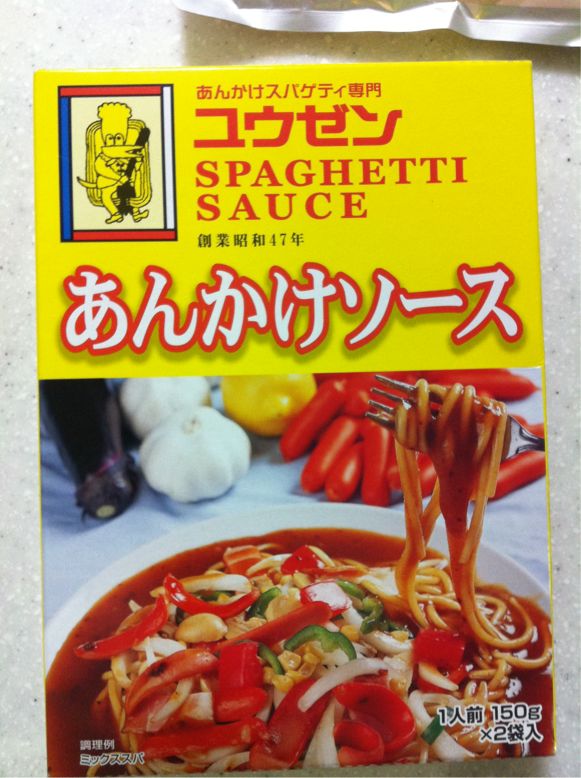 あんかけスパゲティ専門
ユウゼン
SPAGHETTI
SAUCE
創業昭和47年
あんかけソース
1人前 150g
×2袋入
調理例
ミックススパ